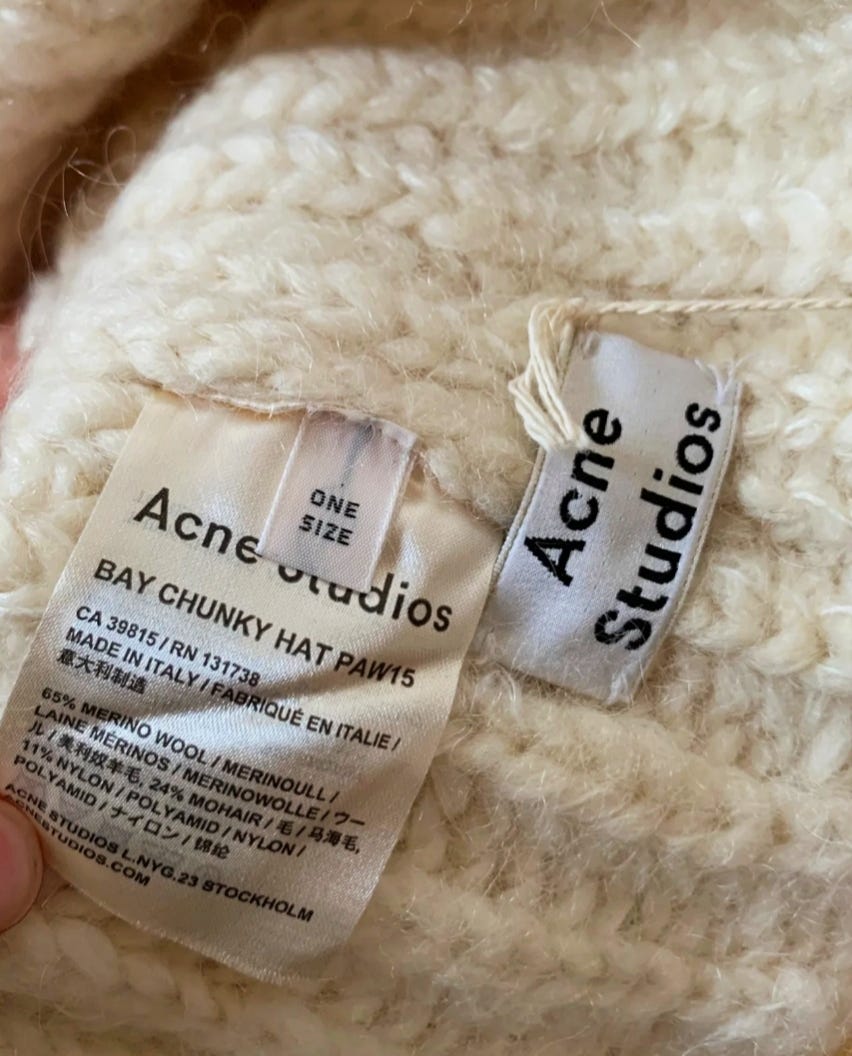 ONE
SIZE
Acne Studios
BAY CHUNKY HAT PAW15
CA 39815 / RN 131738
MADE IN ITALY / FABRIQUÉ EN ITALIE /
意大利制造
65% MERINO WOOL / MERINOULL /
LAINE MERINOS / MERINOWOLLE / ウー
ル / 美利奴羊毛, 24% MOHAIR / 毛 / 马海毛,
11% NYLON / POLYAMID / NYLON /
POLYAMID / ナイロン / 锦纶
ACNE STUDIOS L.NYG.23 STOCKHOLM
ACNESTUDIOS.COM
Acne
Studios